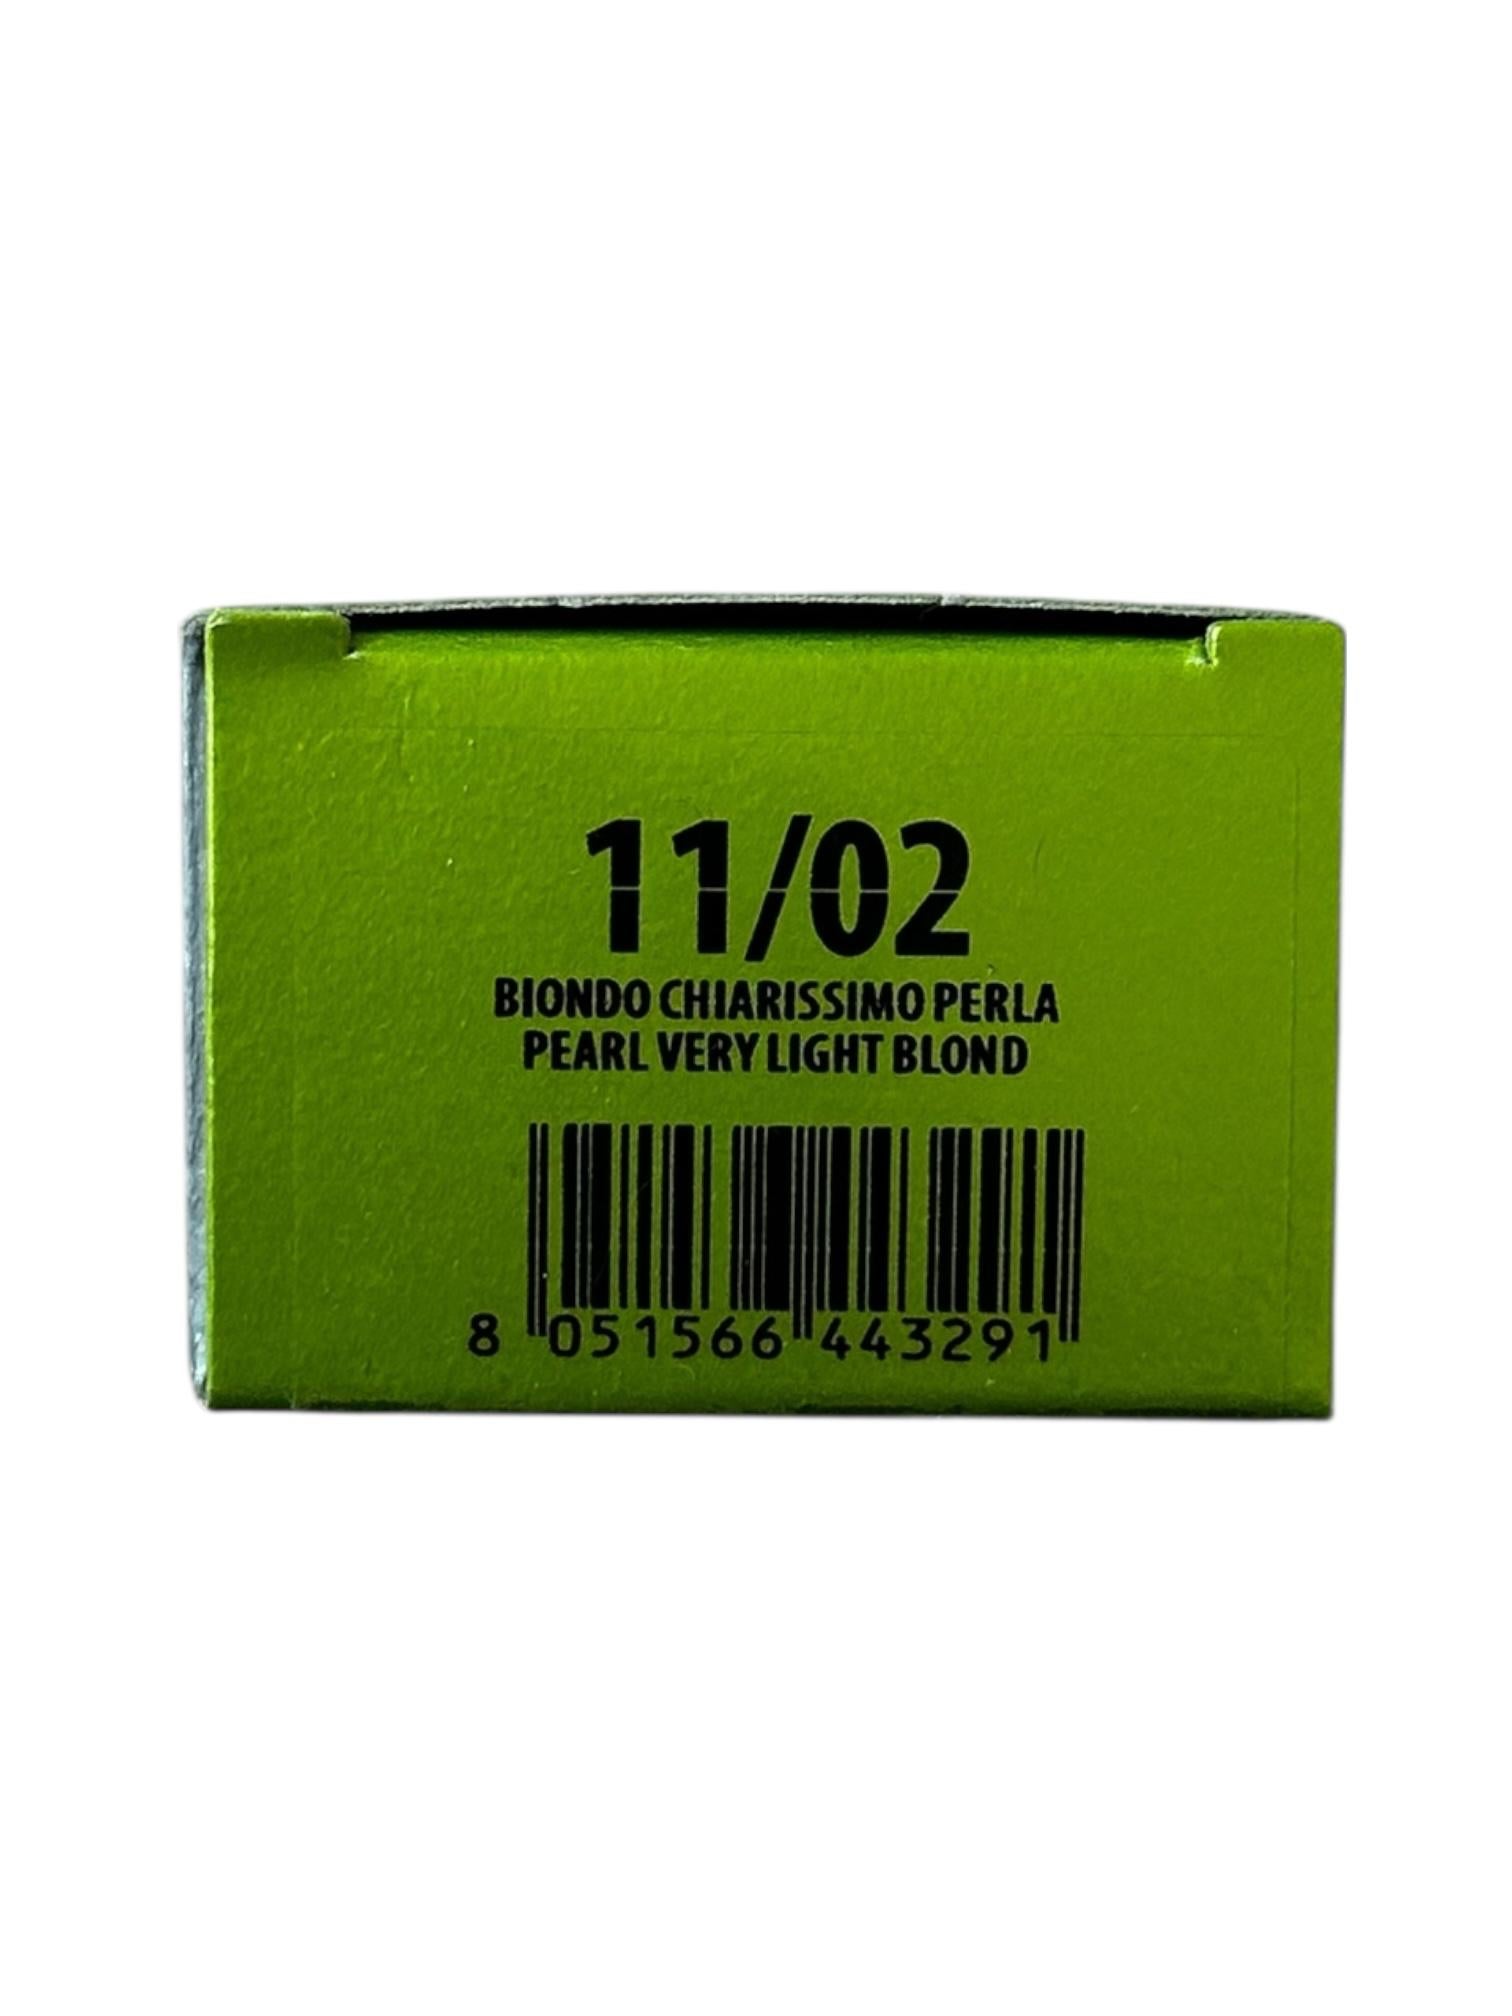 11/02
BIONDO CHIARISSIMO PERLA
PEARL VERY LIGHT BLOND
8 051566 443291